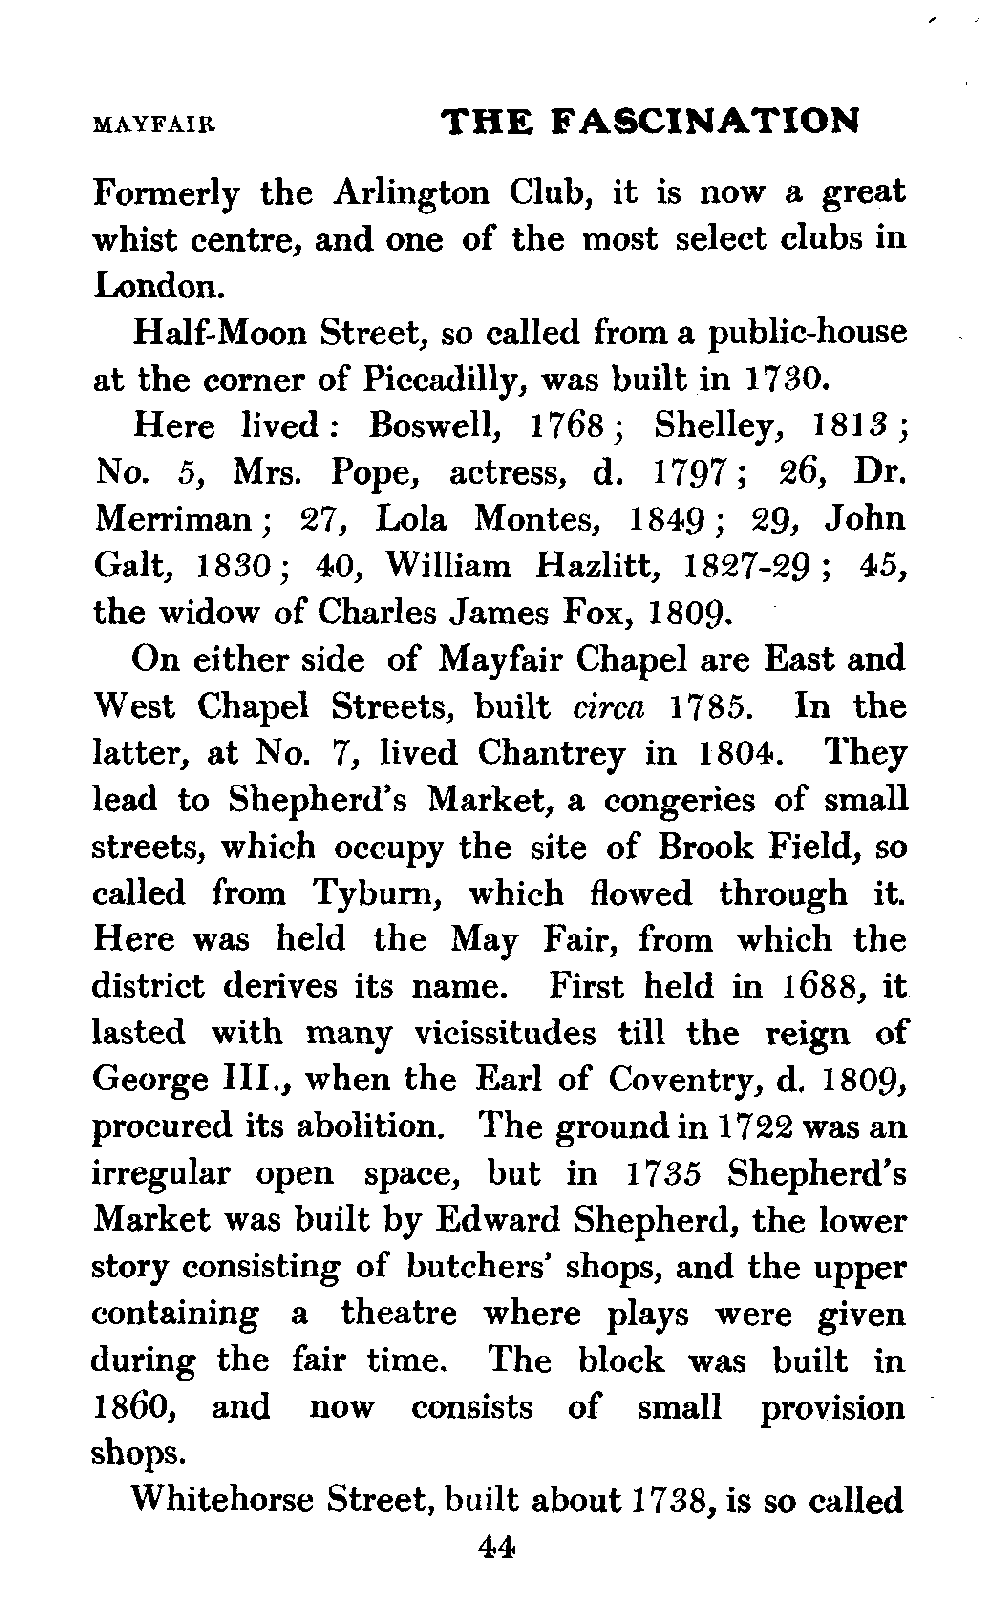 MAYFAIR THE FASCINATION
Formerly the Arlington Club, it is now a great
whist centre, and one of the most select clubs in
London.
Half-Moon Street, so called from a public-house
at the corner of Piccadilly, was built in 1730.
Here lived : Boswell, 1768 ; Shelley, 1813 ;
No. 5, Mrs. Pope, actress, d. 1797 ; 26, Dr.
Merriman ; 27, Lola Montes, 1849 ; 29, John
Galt, 1830 ; 40, William Hazlitt, 1827-29 ; 45,
the widow of Charles James Fox, 1809.
On either side of Mayfair Chapel are East and
West Chapel Streets, built circa 1785. In the
latter, at No. 7, lived Chantrey in 1804. They
lead to Shepherd's Market, a congeries of small
streets, which occupy the site of Brook Field, so
called from Tyburn, which flowed through it.
Here was held the May Fair, from which the
district derives its name. First held in 1688, it
lasted with many vicissitudes till the reign of
George III., when the Earl of Coventry, d. 1809,
procured its abolition. The ground in 1722 was an
irregular open space, but in 1735 Shepherd's
Market was built by Edward Shepherd, the lower
story consisting of butchers' shops, and the upper
containing a theatre where plays were given
during the fair time. The block was built in
1860, and now consists of small provision
shops.
Whitehorse Street, built about 1738, is so called
44